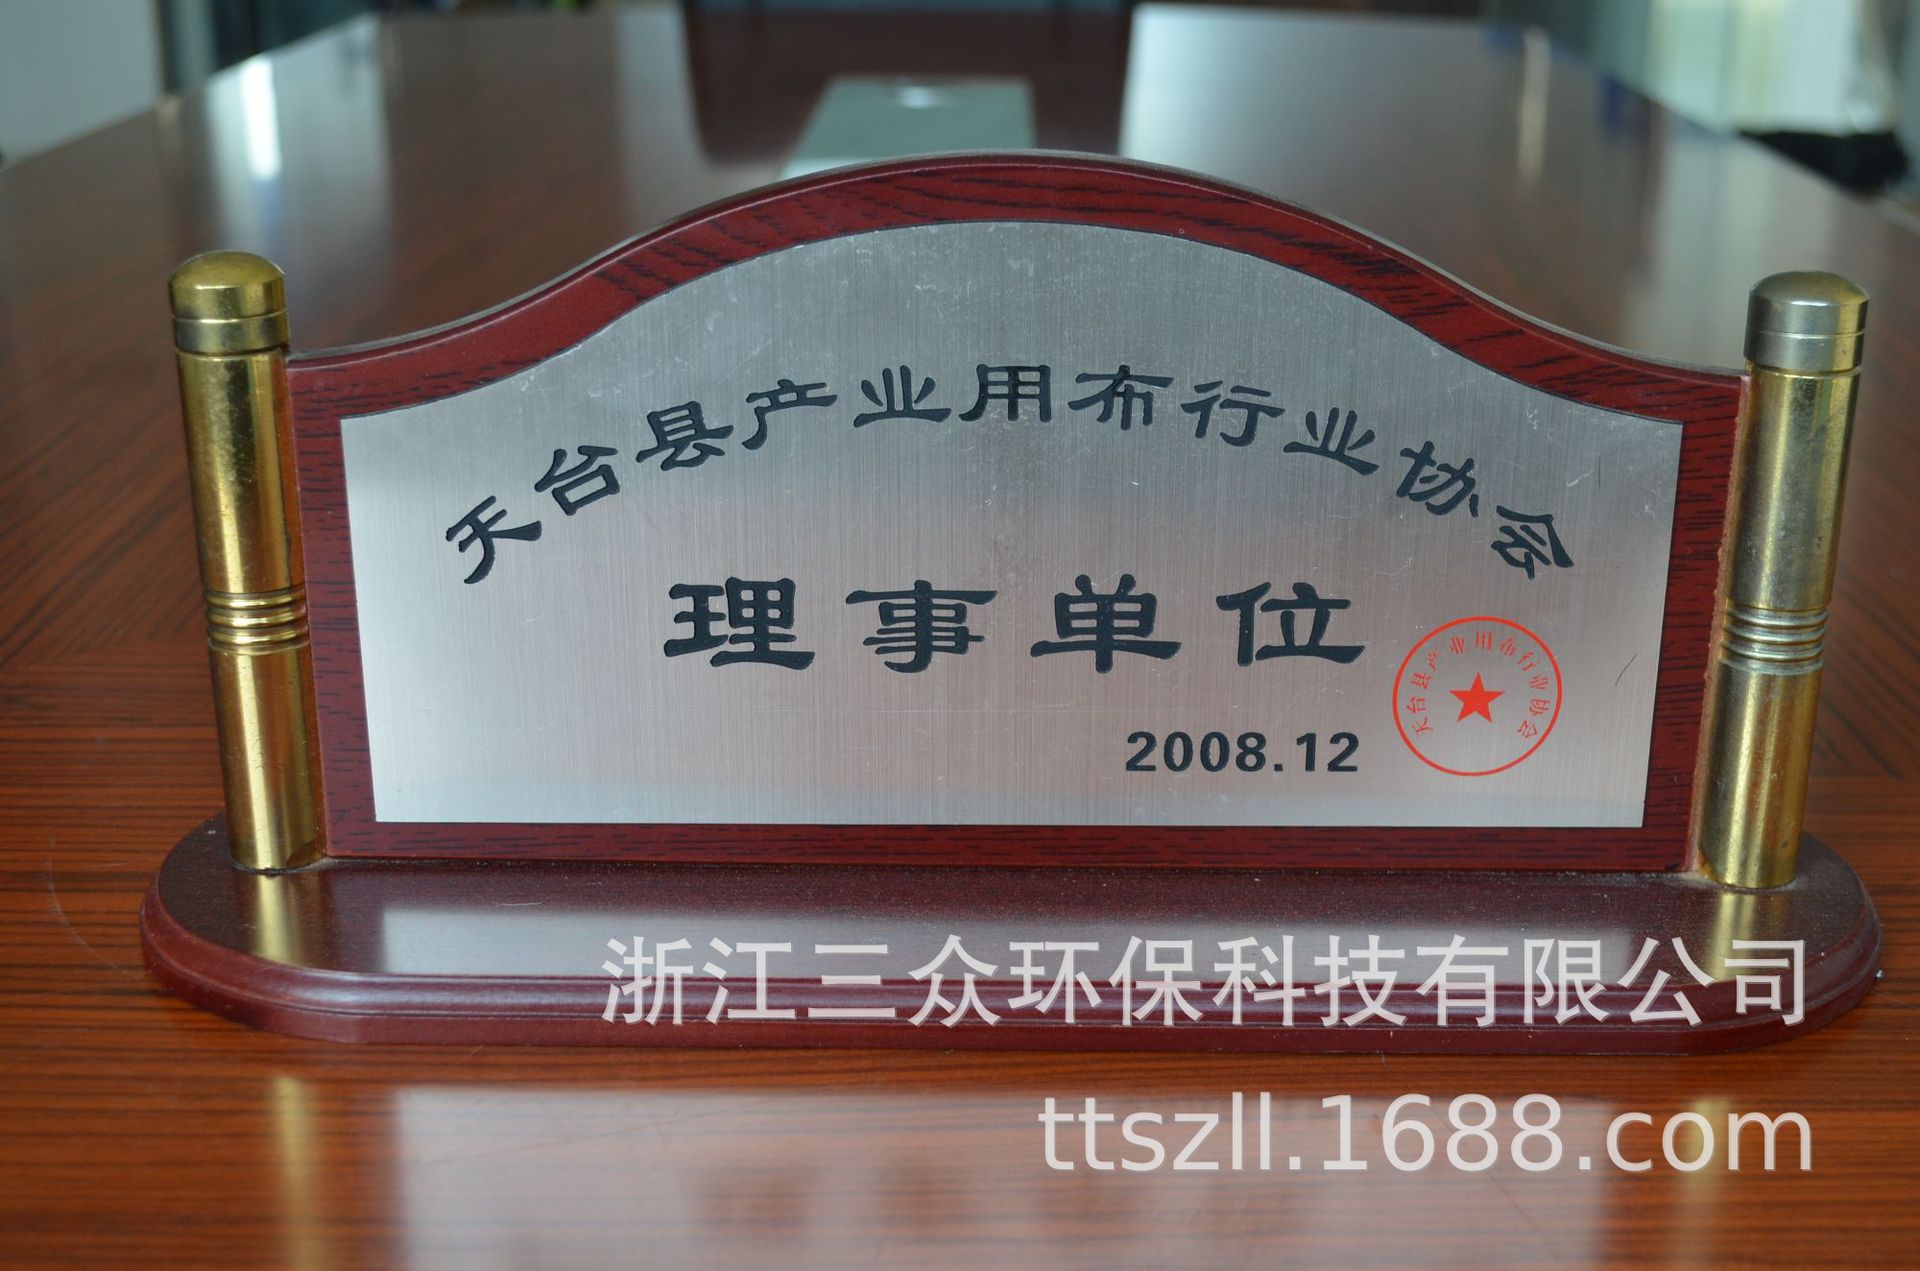 天台县产业用布行业协会
理事单位
天台县产业用布行业协会
2008.12
浙江三众环保科技有限公司
ttszll.1688.com